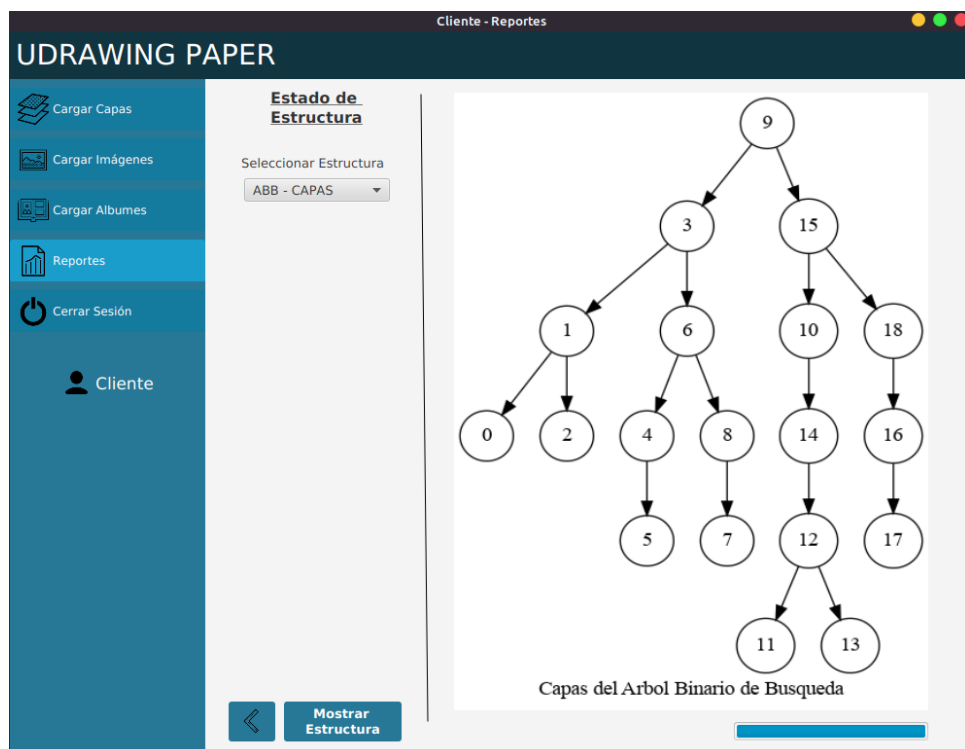 Cliente - Reportes
UDRAWING PAPER
Cargar Capas
Cargar Imágenes
Cargar Albumes
Reportes
Cerrar Sesión
Cliente
Estado de
Estructura
Seleccionar Estructura
ABB - CAPAS
Mostrar
Estructura
9
3 15
1 6 10 18
0 2 4 8 14 16
5 7 12 17
11 13
Capas del Arbol Binario de Busqueda